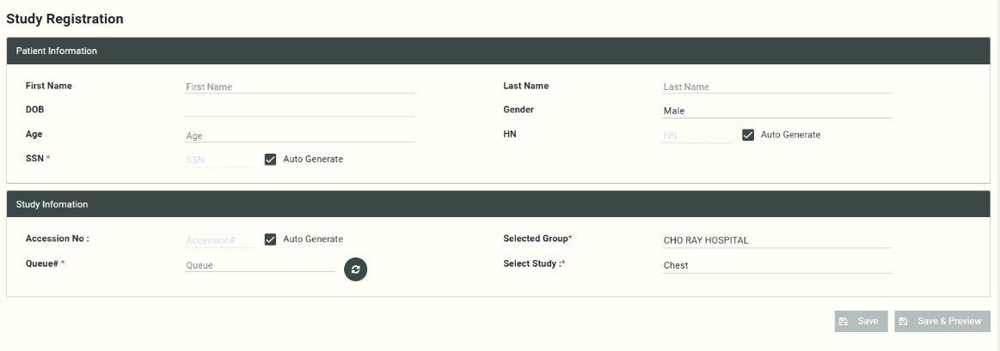 Study Registration
Patient Information
First Name First Name Last Name Last Name
DOB Gender Male
Age Age HN HN Auto Generate
SSN * SSN Auto Generate
Study Infomation
Accession No : Accession# Auto Generate Selected Group* CHO RAY HOSPITAL
Queue# * Queue Select Study :* Chest
Save Save & Preview